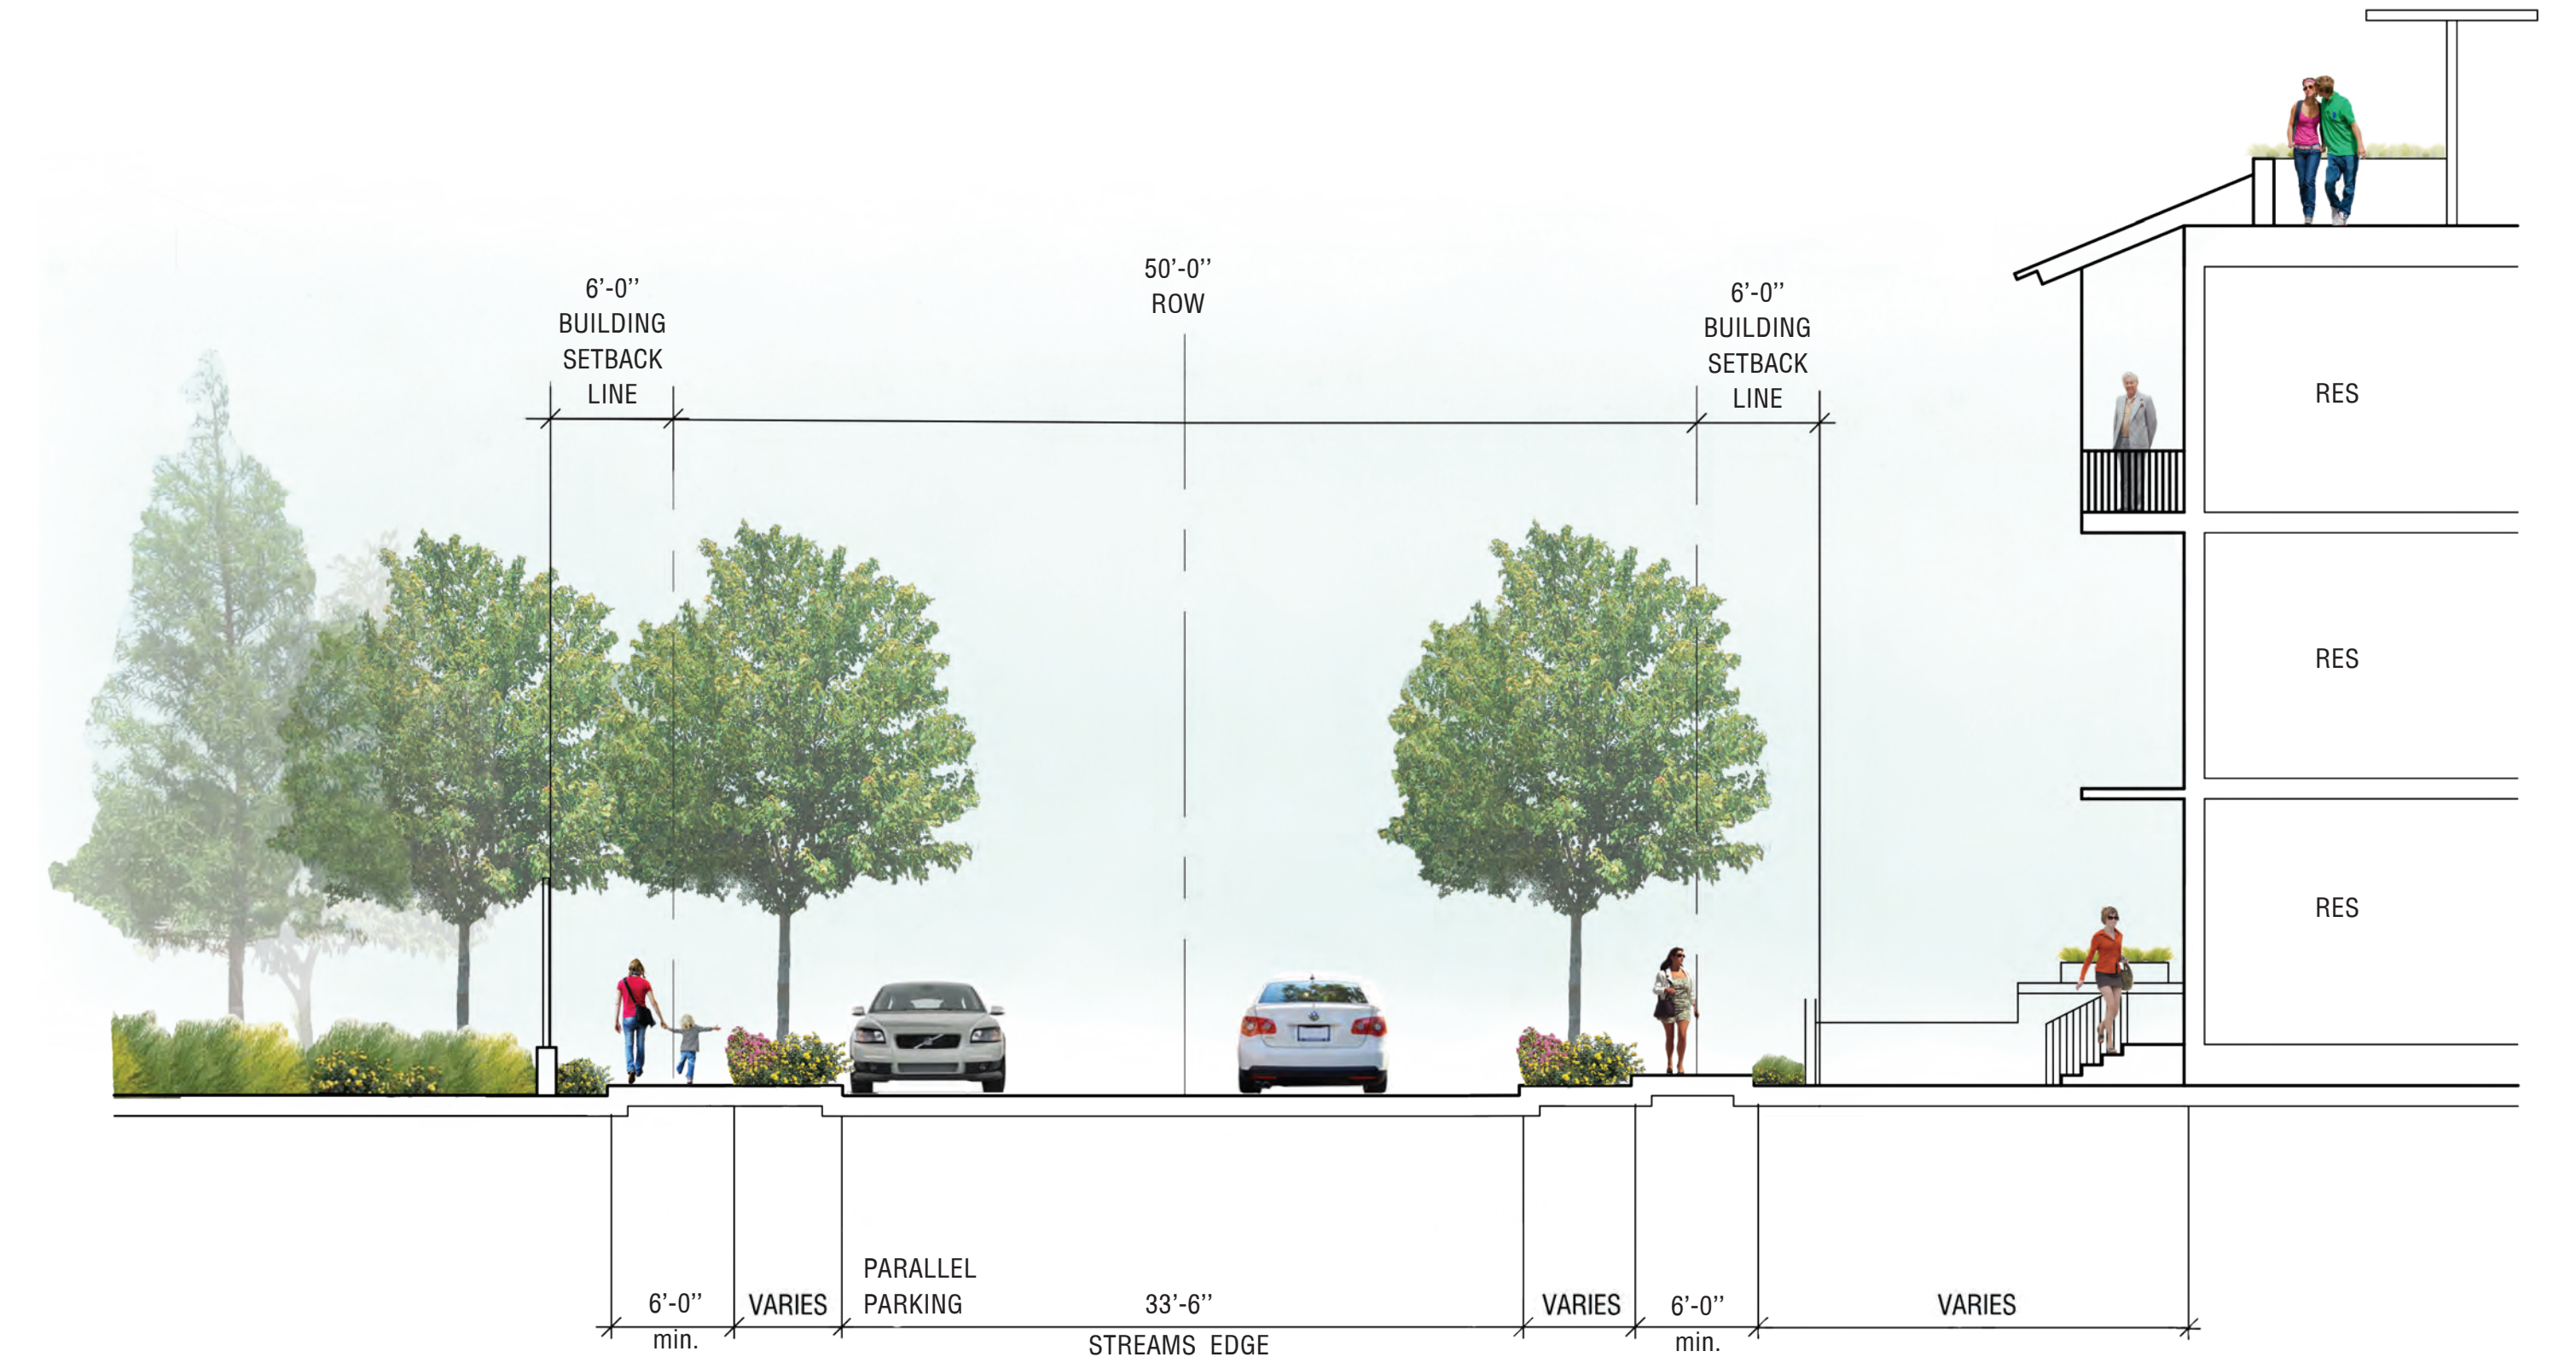 50’-0’’
ROW
6’-0’’
BUILDING
SETBACK
LINE
6’-0’’
BUILDING
SETBACK
LINE
RES
RES
RES
PARALLEL
PARKING
6’-0’’
min.
VARIES
33’-6’’
STREAMS EDGE
VARIES
6’-0’’
min.
VARIES